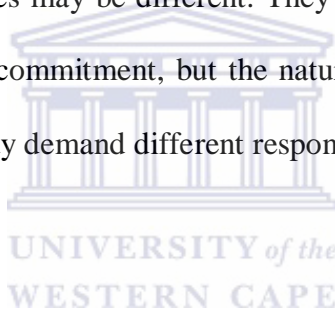 es may be different. They
commitment, but the natur
y demand different respon
UNIVERSITY of the
WESTERN CAPE